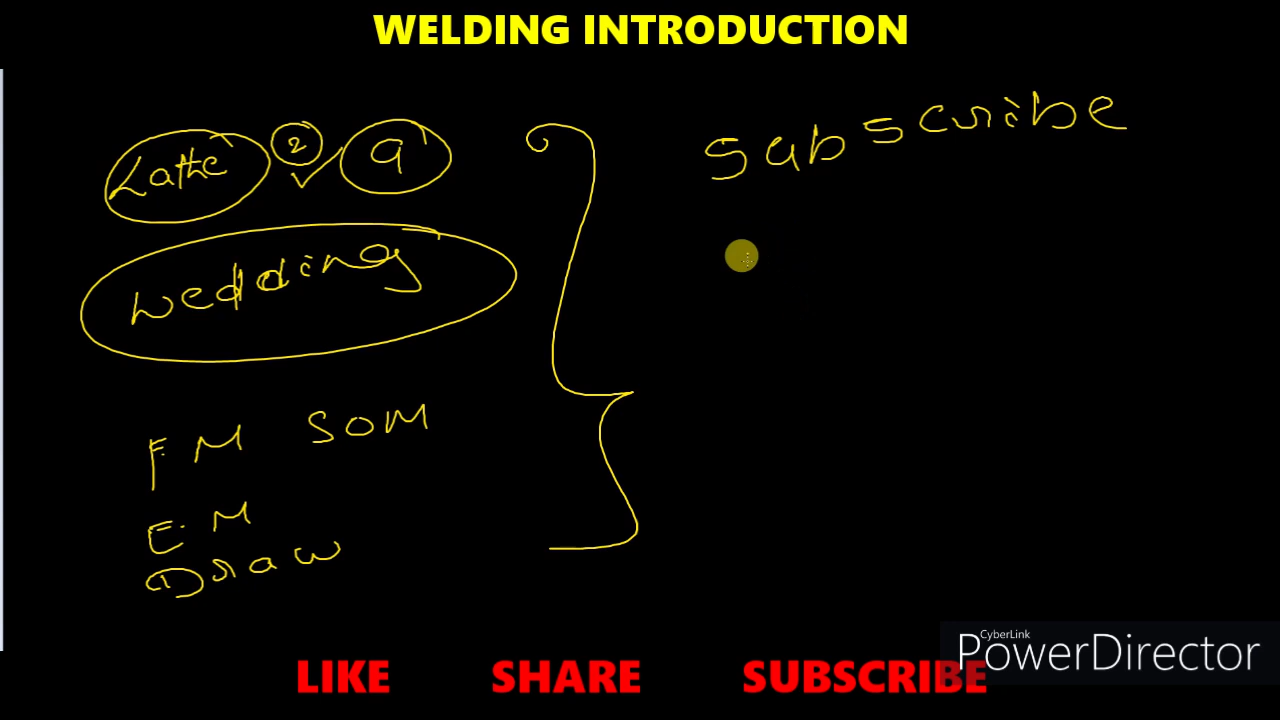 WELDING INTRODUCTION
Lathe 2 9
Wedding
FM SOM
E.M
Draw
Subscribe
LIKE SHARE SUBSCRIBE
CyberLink
PowerDirector